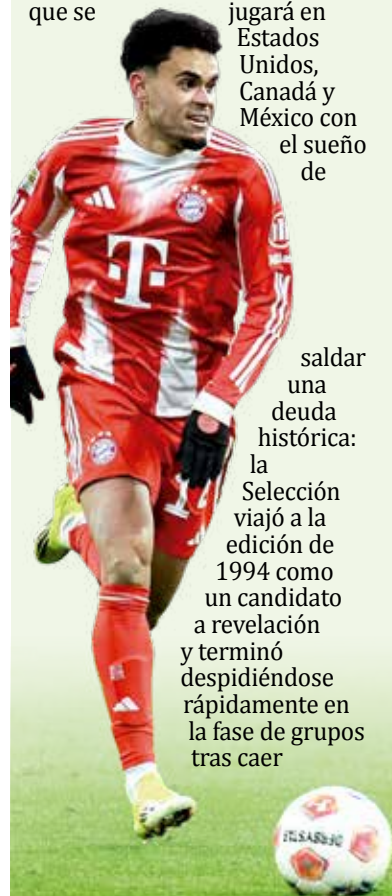 que se jugará en
Estados
Unidos,
Canadá y
México con
el sueño
de
saldar
una
deuda
histórica:
la
Selección
viajó a la
edición de
1994 como
un candidato
a revelación
y terminó
despidiéndose
rápidamente en
la fase de grupos
tras caer
T